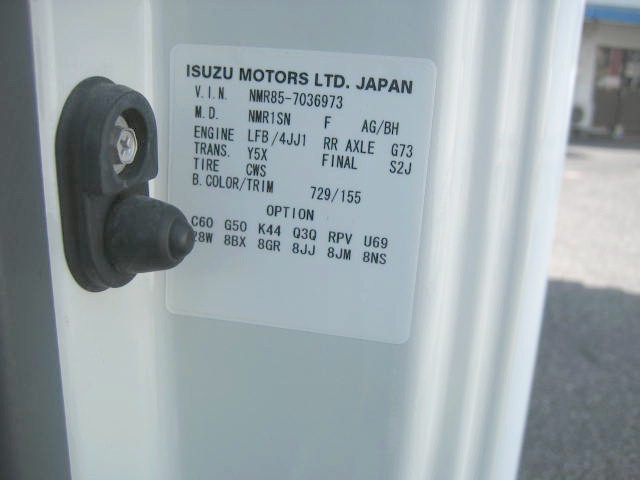 ISUZU MOTORS LTD. JAPAN
V.I.N. NMR85-7036973
M.D. NMR1SN F AG/BH
ENGINE LFB/4JJ1 RR AXLE G73
TRANS. Y5X FINAL S2J
TIRE CWS
B.COLOR/TRIM 729/155
OPTION
C60 G50 K44 Q3Q RPV U69
8BX 8GR 8JJ 8JM 8NS